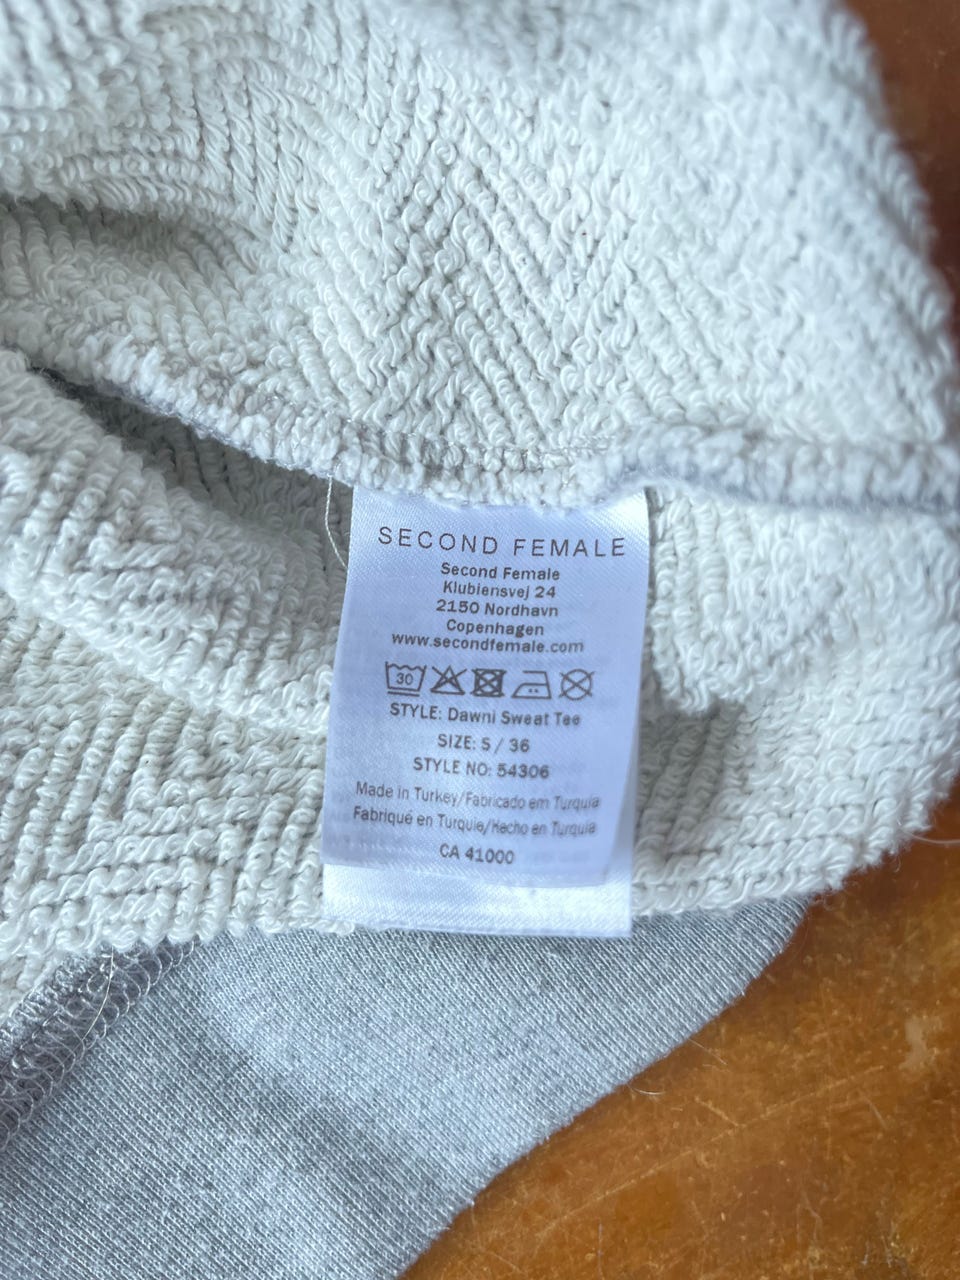 SECOND FEMALE
Second Female
Klubiensvej 24
2150 Nordhavn
Copenhagen
www.secondfemale.com
30
STYLE: Dawni Sweat Tee
SIZE: S / 36
STYLE NO: 54306
Made in Turkey/Fabricado em Turquia
Fabriqué en Turquie/Hecho en Turquia
CA 41000